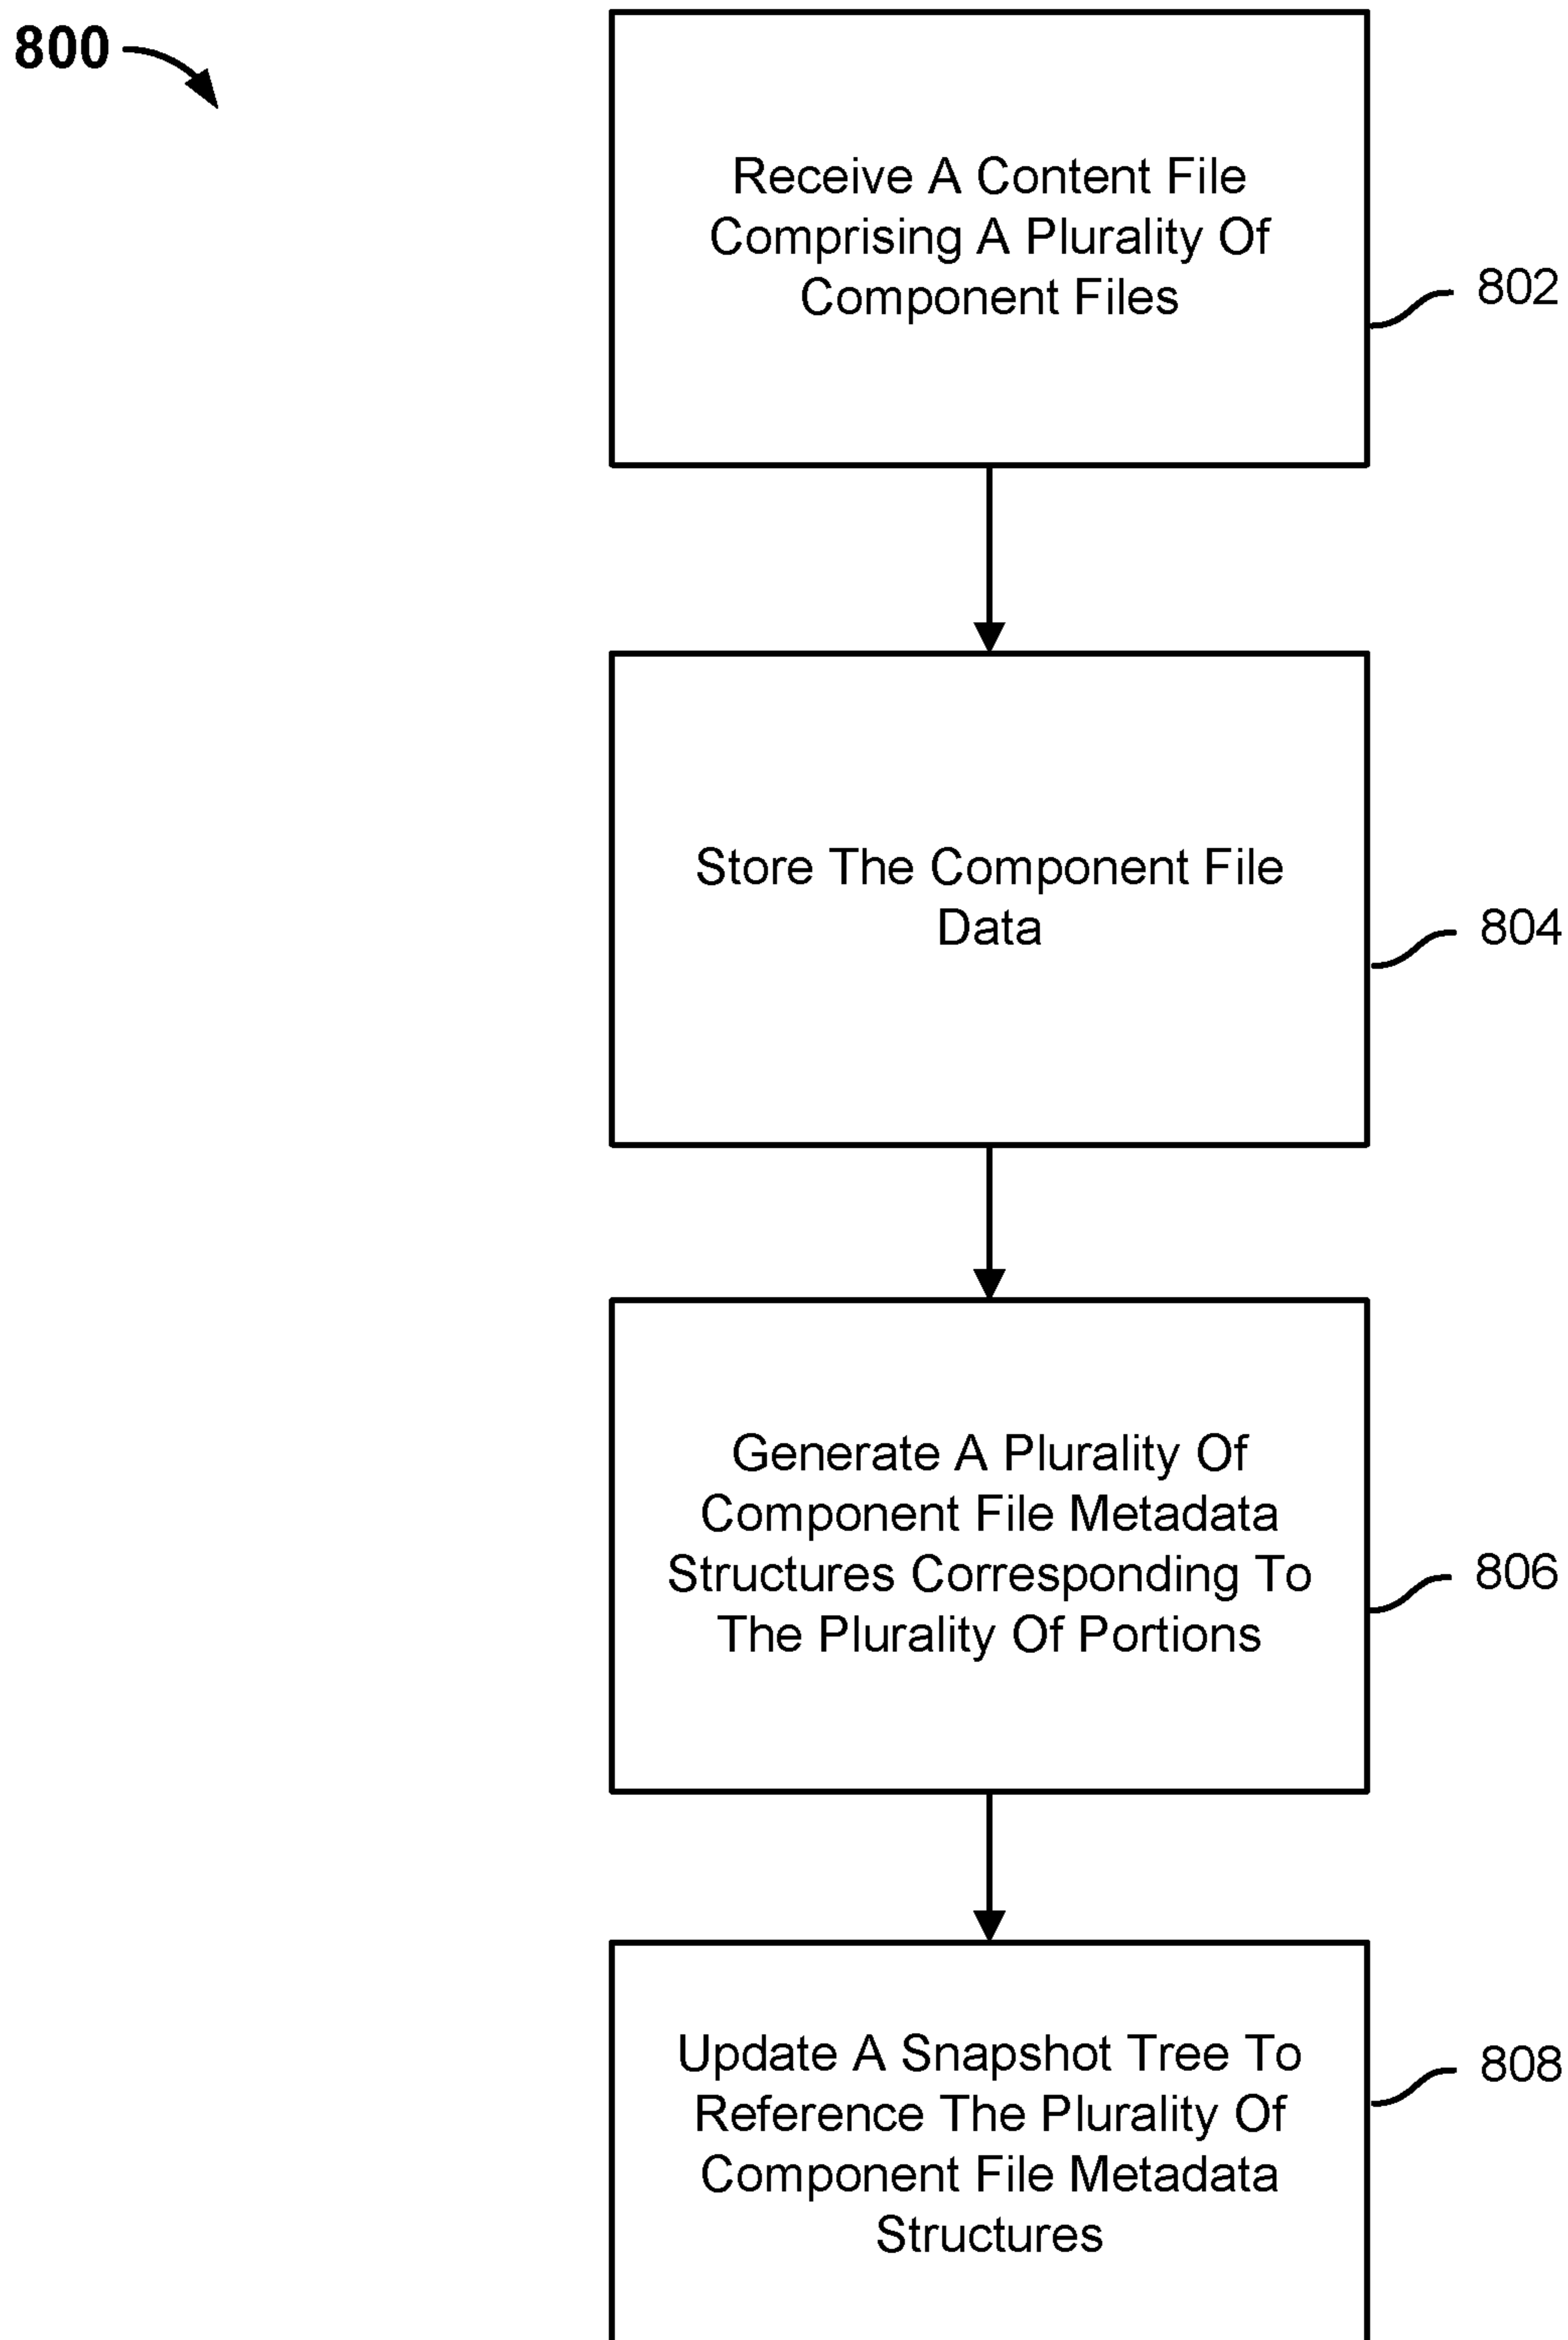 800
Receive A Content File
Comprising A Plurality Of
Component Files
802
Store The Component File
Data
804
Generate A Plurality Of
Component File Metadata
Structures Corresponding To
The Plurality Of Portions
806
Update A Snapshot Tree To
Reference The Plurality Of
Component File Metadata
Structures
808